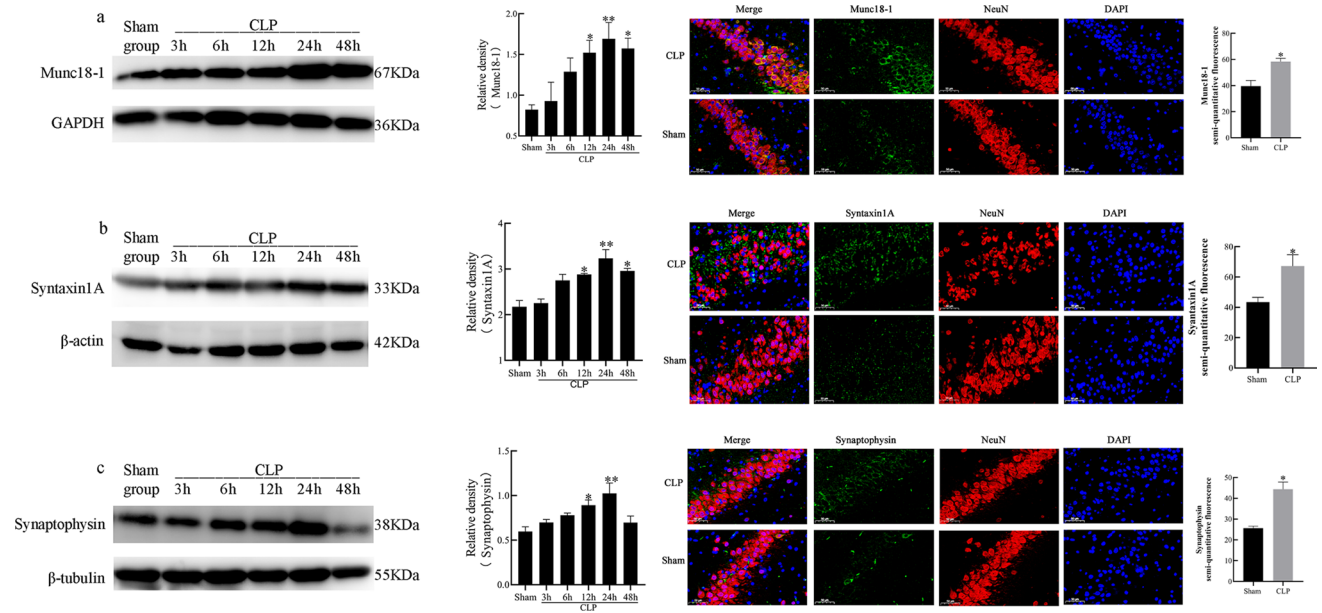 a
Sham group
CLP
3h 6h 12h 24h 48h
Munc18-1
67KDa
GAPDH
36KDa
Relative density
( Munc18-1)
2.0
1.5
1.0
0.5
*
**
*
Sham 3h 6h 12h 24h 48h
CLP
Merge Munc18-1 NeuN DAPI
CLP
Sham
Munc18-1
semi-quantitative fluorescence
80
60
40
20
0
*
Sham CLP
b
Sham group
CLP
3h 6h 12h 24h 48h
Syntaxin1A
33KDa
β-actin
42KDa
Relative density
( Syntaxin1A)
4
3
2
1
*
**
*
Sham 3h 6h 12h 24h 48h
CLP
Merge Syntaxin1A NeuN DAPI
CLP
Sham
Syantaxin1A
semi-quantitative fluorescence
80
60
40
20
0
*
Sham CLP
c
Sham group
CLP
3h 6h 12h 24h 48h
Synaptophysin
38KDa
β-tubulin
55KDa
Relative density
( Synaptophysin)
1.5
1.0
0.5
0.0
*
**
Sham 3h 6h 12h 24h 48h
CLP
Merge Synaptophysin NeuN DAPI
CLP
Sham
Synaptophysin
semi-quantitative fluorescence
50
40
30
20
10
0
*
Sham CLP